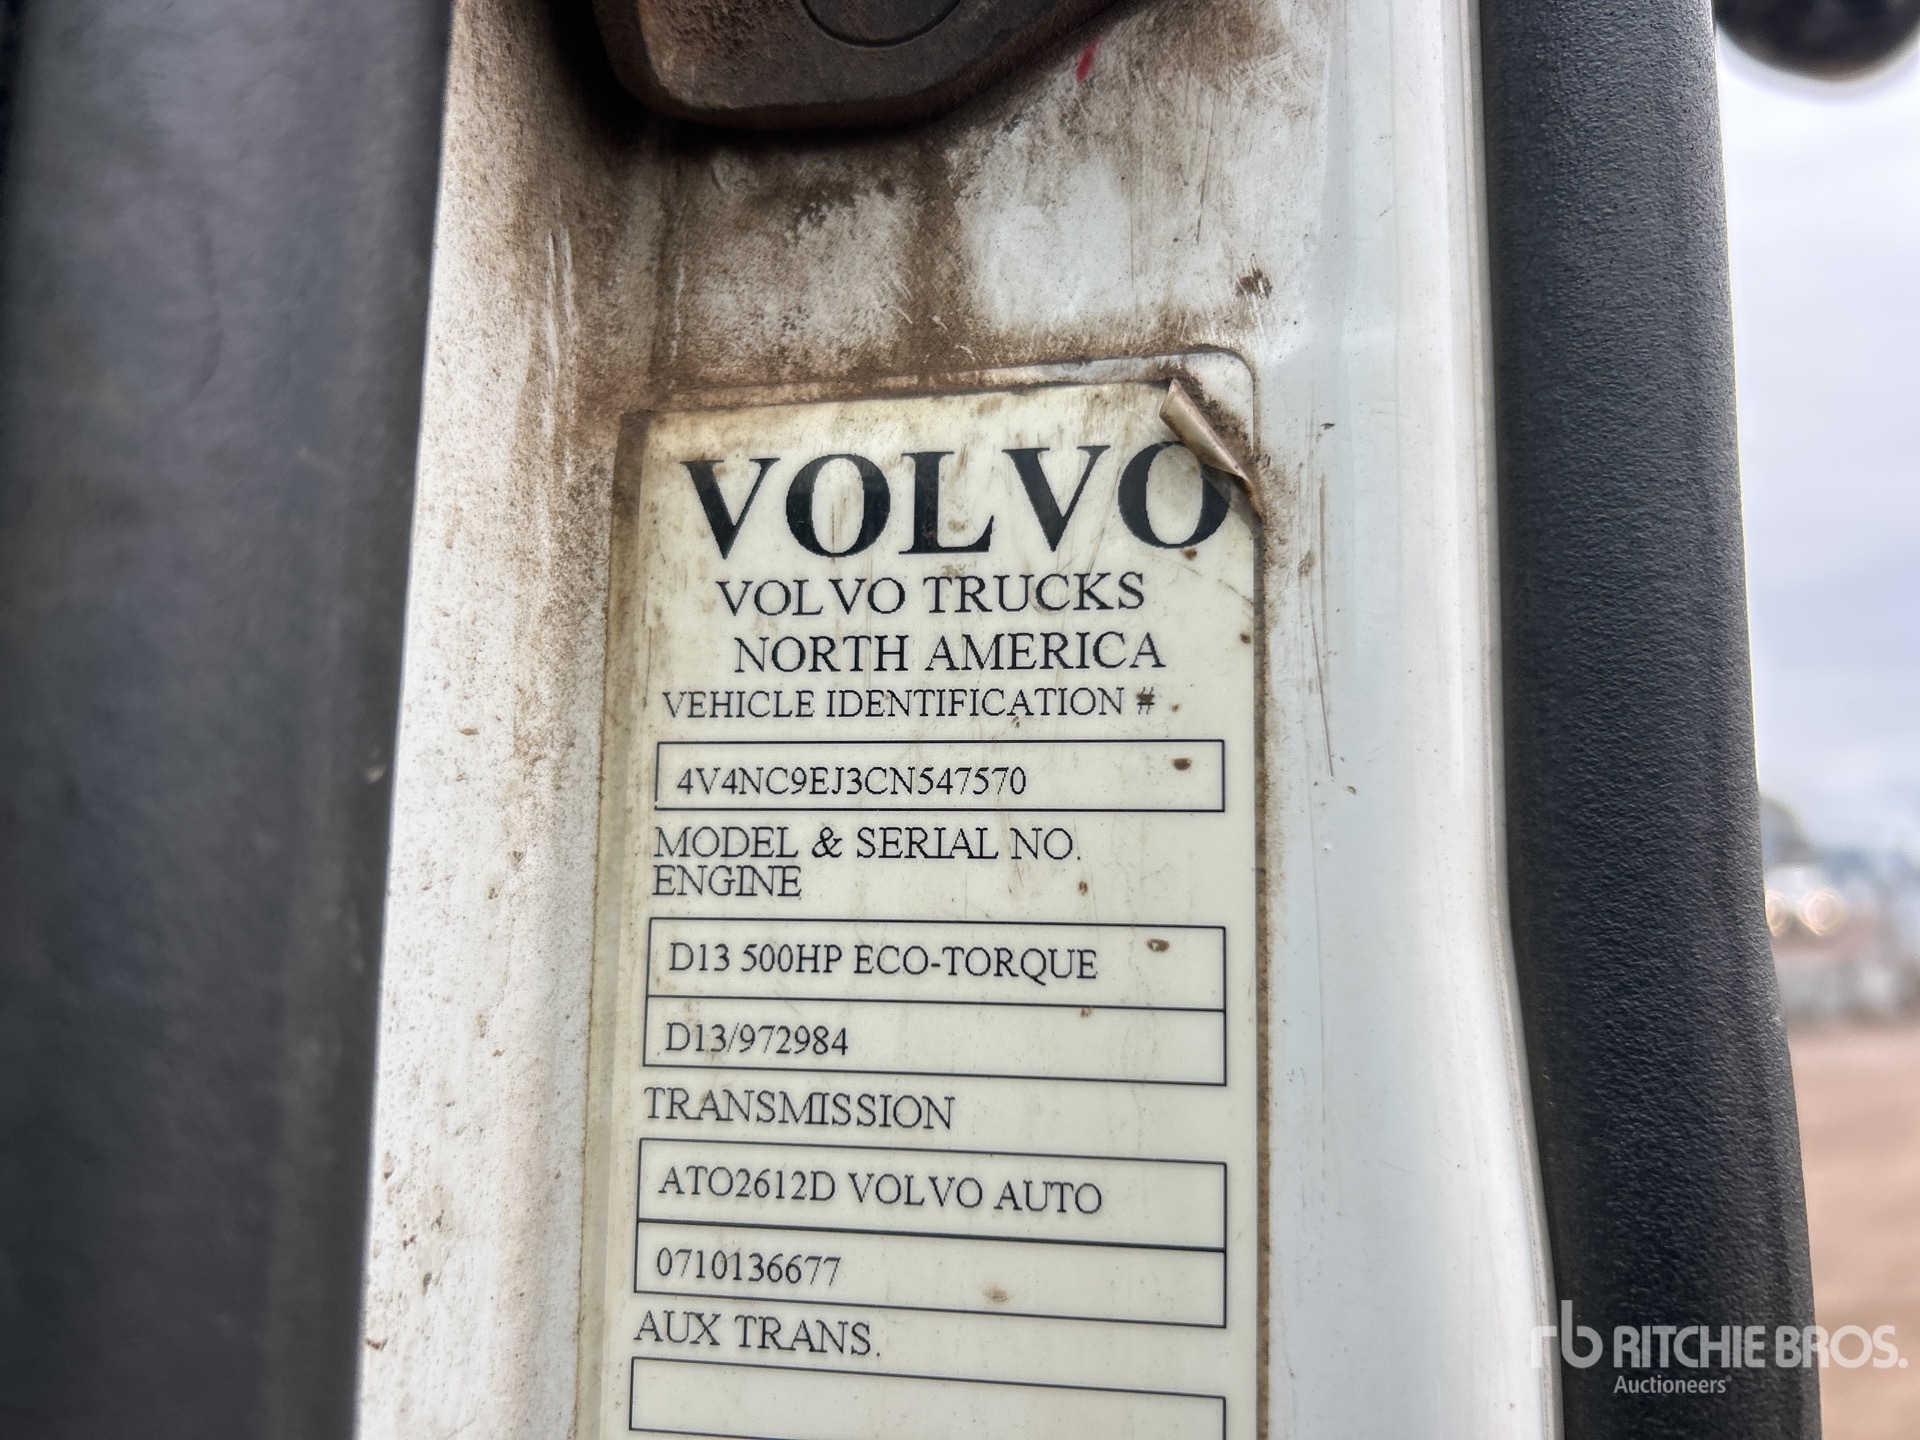 VOLVO
VOLVO TRUCKS
NORTH AMERICA
VEHICLE IDENTIFICATION #
4V4NC9EJ3CN547570
MODEL & SERIAL NO.
ENGINE
D13 500HP ECO-TORQUE
D13/972984
TRANSMISSION
ATO2612D VOLVO AUTO
0710136677
AUX TRANS.
rb RITCHIE BROS.
Auctioneers